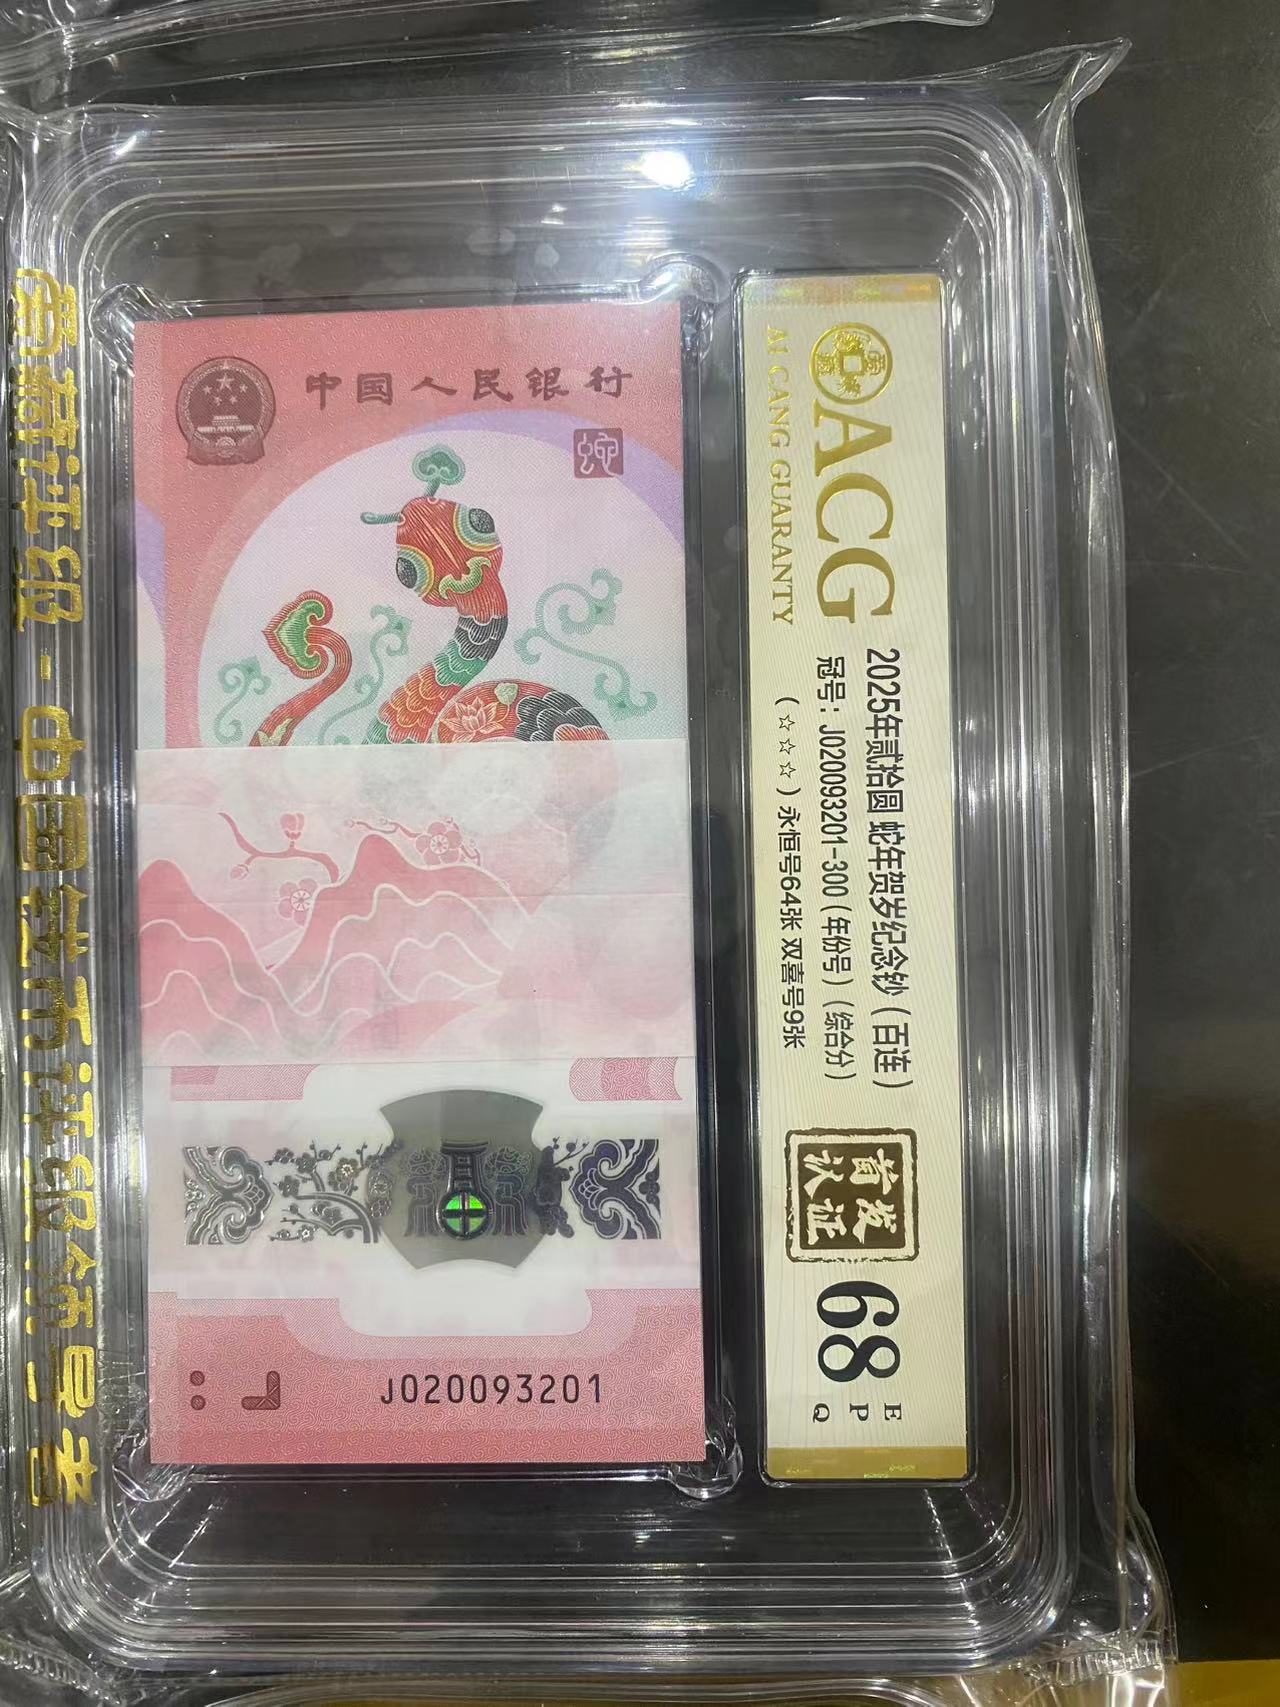 爱藏评级 - 中国钱币评级领导者
中国人民银行
蛇
J020093201
ACG
AI CANG GUARANTY
2025年贰拾圆 蛇年贺岁纪念钞（百连）
冠号：J020093201-300（年份号）（综合分）
（☆☆☆）永恒号64张 双喜号9张
首发
认证
68
E
P
Q